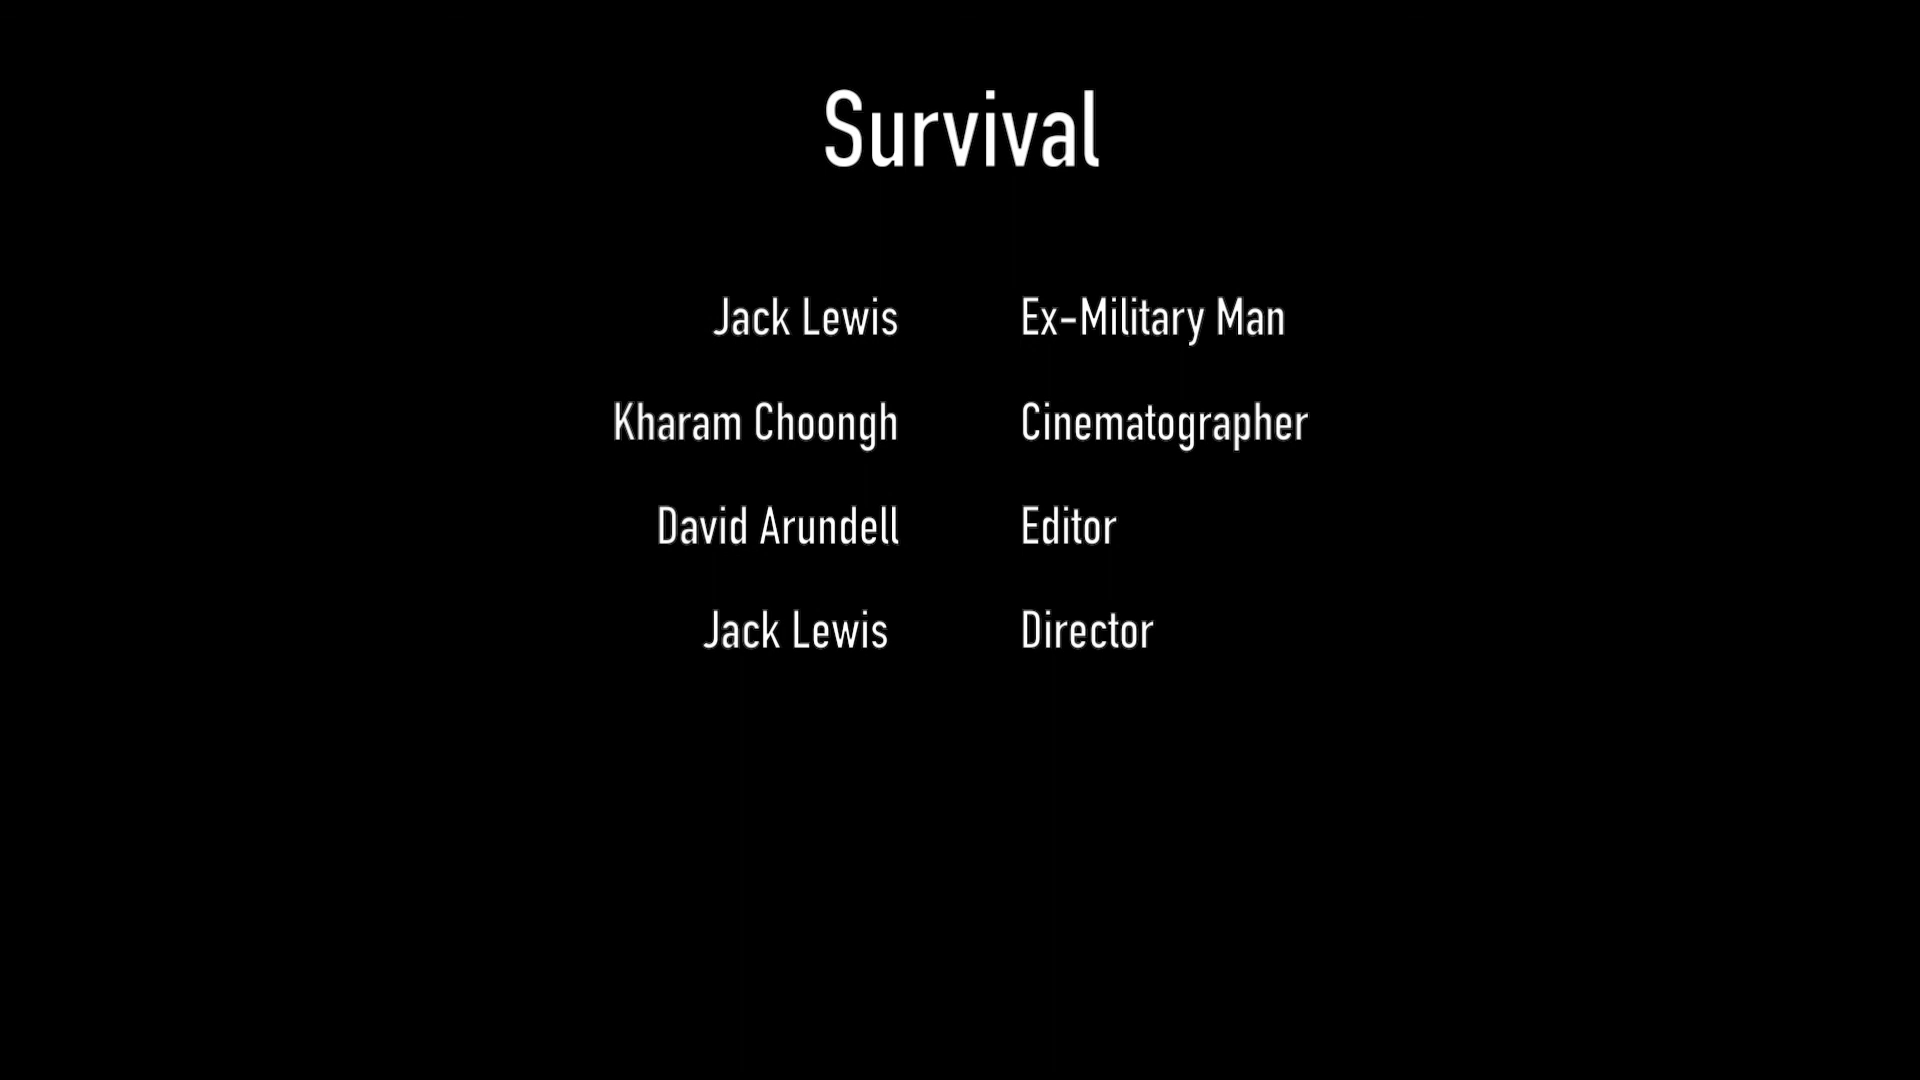 Survival
Jack Lewis Ex-Military Man
Kharam Choongh Cinematographer
David Arundell Editor
Jack Lewis Director